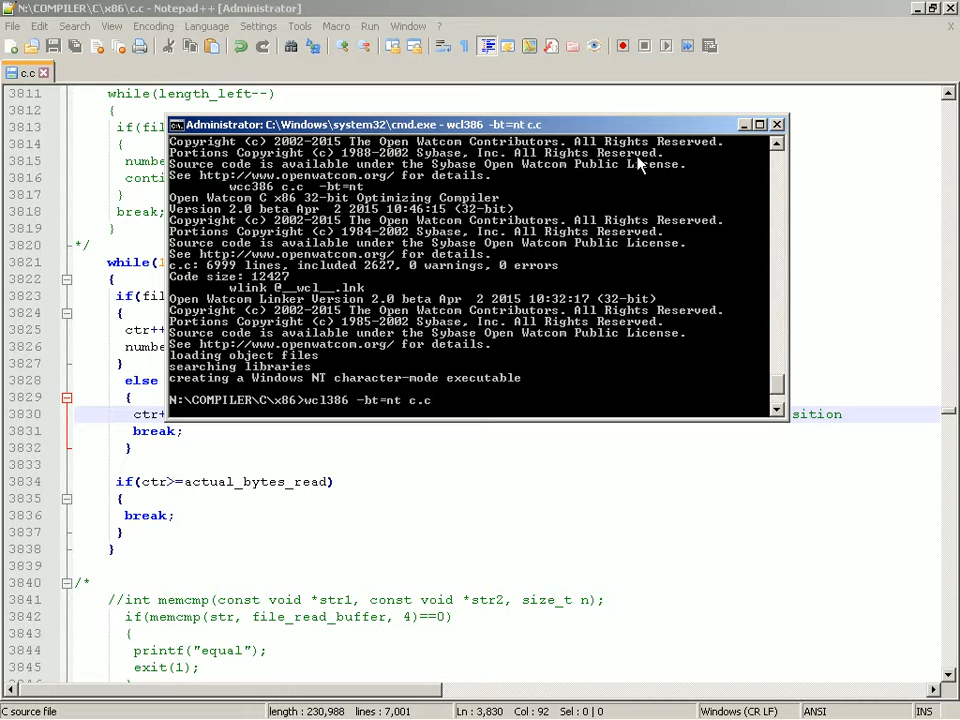 N:\COMPILER\C\x86\c.c - Notepad++ [Administrator]
File Edit Search View Encoding Language Settings Tools Macro Run Window ?
X
c.c
3811 while(length_left--)
3812 {
3813 if(fil
3814 {
3815 numb
3816 conti
3817 }
3818 break;
3819 }
3820 */
3821 while(1
3822 {
3823 if(fil
3824 {
3825 ctr++
3826 numbe
3827 }
3828 else
3829 {
3830 ctr+ sition
3831 break;
3832 }
3833
3834 if(ctr>=actual_bytes_read)
3835 {
3836 break;
3837 }
3838 }
3839
3840 /*
3841 //int memcmp(const void *str1, const void *str2, size_t n);
3842 if(memcmp(str, file_read_buffer, 4)==0)
3843 {
3844 printf("equal");
3845 exit(1);
3846
Administrator: C:\Windows\system32\cmd.exe - wcl386 -bt=nt c.c
Copyright (c) 2002-2015 The Open Watcom Contributors. All Rights Reserved.
Portions Copyright (c) 1988-2002 Sybase, Inc. All Rights Reserved.
Source code is available under the Sybase Open Watcom Public License.
See http://www.openwatcom.org/ for details.
wcc386 c.c -bt=nt
Open Watcom C x86 32-bit Optimizing Compiler
Version 2.0 beta Apr 2 2015 10:46:15 (32-bit)
Copyright (c) 2002-2015 The Open Watcom Contributors. All Rights Reserved.
Portions Copyright (c) 1984-2002 Sybase, Inc. All Rights Reserved.
Source code is available under the Sybase Open Watcom Public License.
See http://www.openwatcom.org/ for details.
c.c: 6999 lines, included 2627, 0 warnings, 0 errors
Code size: 12427
wlink @__wcl__.lnk
Open Watcom Linker Version 2.0 beta Apr 2 2015 10:32:17 (32-bit)
Copyright (c) 2002-2015 The Open Watcom Contributors. All Rights Reserved.
Portions Copyright (c) 1985-2002 Sybase, Inc. All Rights Reserved.
Source code is available under the Sybase Open Watcom Public License.
See http://www.openwatcom.org/ for details.
loading object files
searching libraries
creating a Windows NT character-mode executable
N:\COMPILER\C\x86>wcl386 -bt=nt c.c
C source file length : 230,988 lines : 7,001 Ln : 3,830 Col : 92 Sel : 0 | 0 Windows (CR LF) ANSI INS